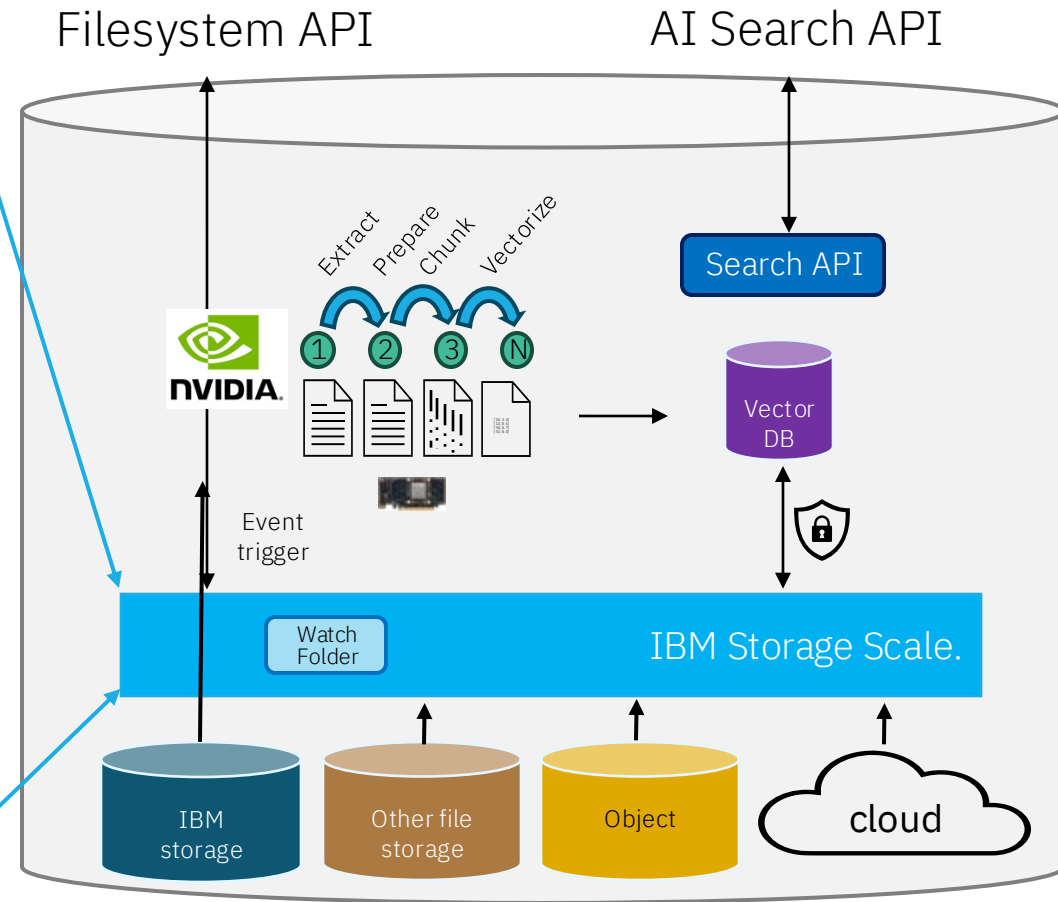 Filesystem API
AI Search API
Extract
Prepare
Chunk
Vectorize
Search API
1
2
3
N
NVIDIA.
Vector
DB
Event
trigger
Watch
Folder
IBM Storage Scale.
IBM
storage
Other file
storage
Object
cloud